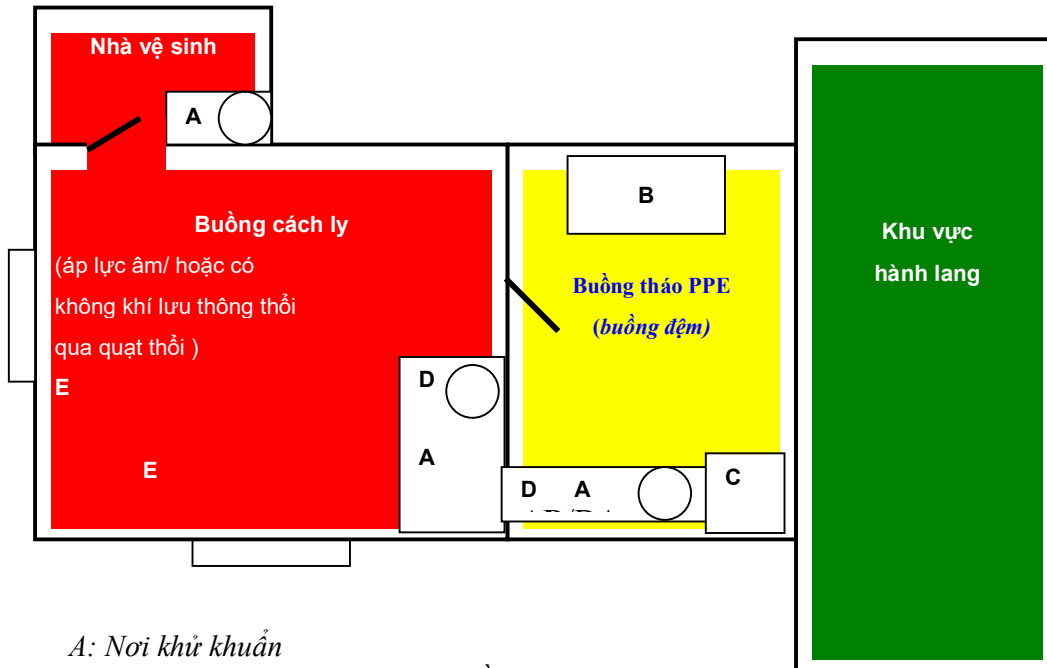 Nhà vệ sinh
A
Buồng cách ly
(áp lực âm/ hoặc có
không khí lưu thông thổi
qua quạt thổi )
E
E
D
A
B
Buồng tháo PPE
(buồng đệm)
D A
C
Khu vực
hành lang
A: Nơi khử khuẩn